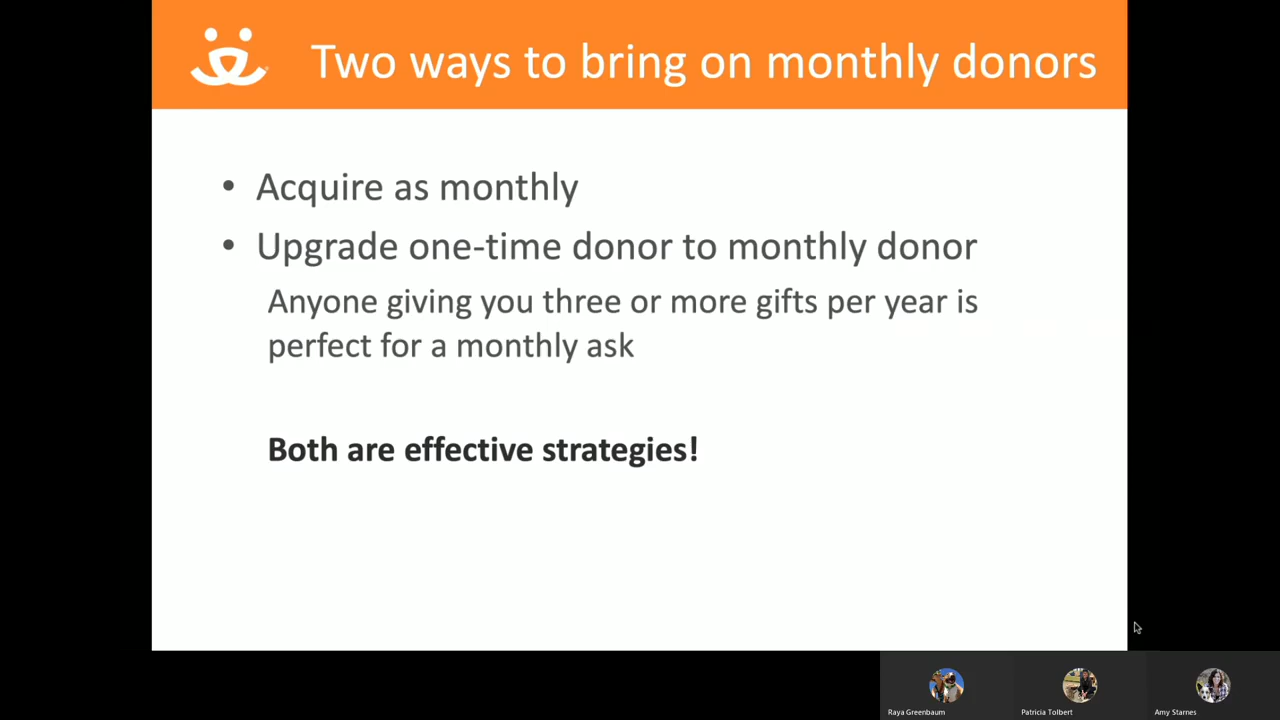 Two ways to bring on monthly donors
• Acquire as monthly
• Upgrade one-time donor to monthly donor
Anyone giving you three or more gifts per year is
perfect for a monthly ask
Both are effective strategies!
Raya Greenbaum
Patricia Tolbert
Amy Starnes